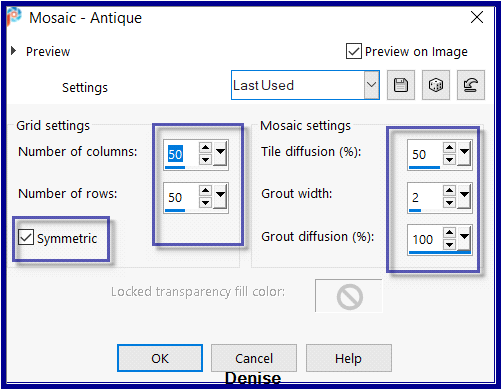 Mosaic - Antique
Preview
Preview on Image
Settings
Last Used
Grid settings
Number of columns: 50
Number of rows: 50
Symmetric
Mosaic settings
Tile diffusion (%): 50
Grout width: 2
Grout diffusion (%): 100
Locked transparency fill color:
OK Cancel Help
Denise